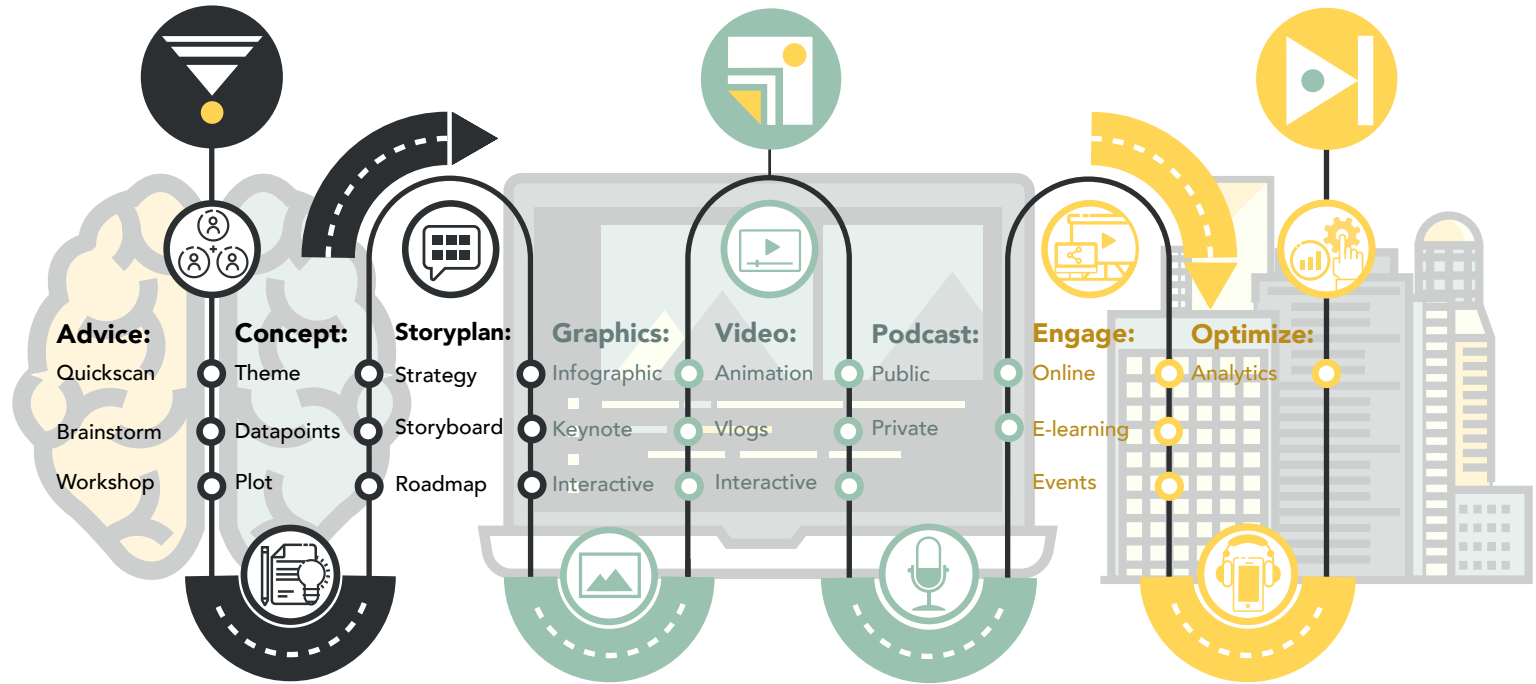 Advice:
Quickscan
Brainstorm
Workshop
Concept:
Theme
Datapoints
Plot
Storyplan:
Strategy
Storyboard
Roadmap
Graphics:
Infographic
Keynote
Interactive
Video:
Animation
Vlogs
Interactive
Podcast:
Public
Private
Engage:
Online
E-learning
Events
Optimize:
Analytics